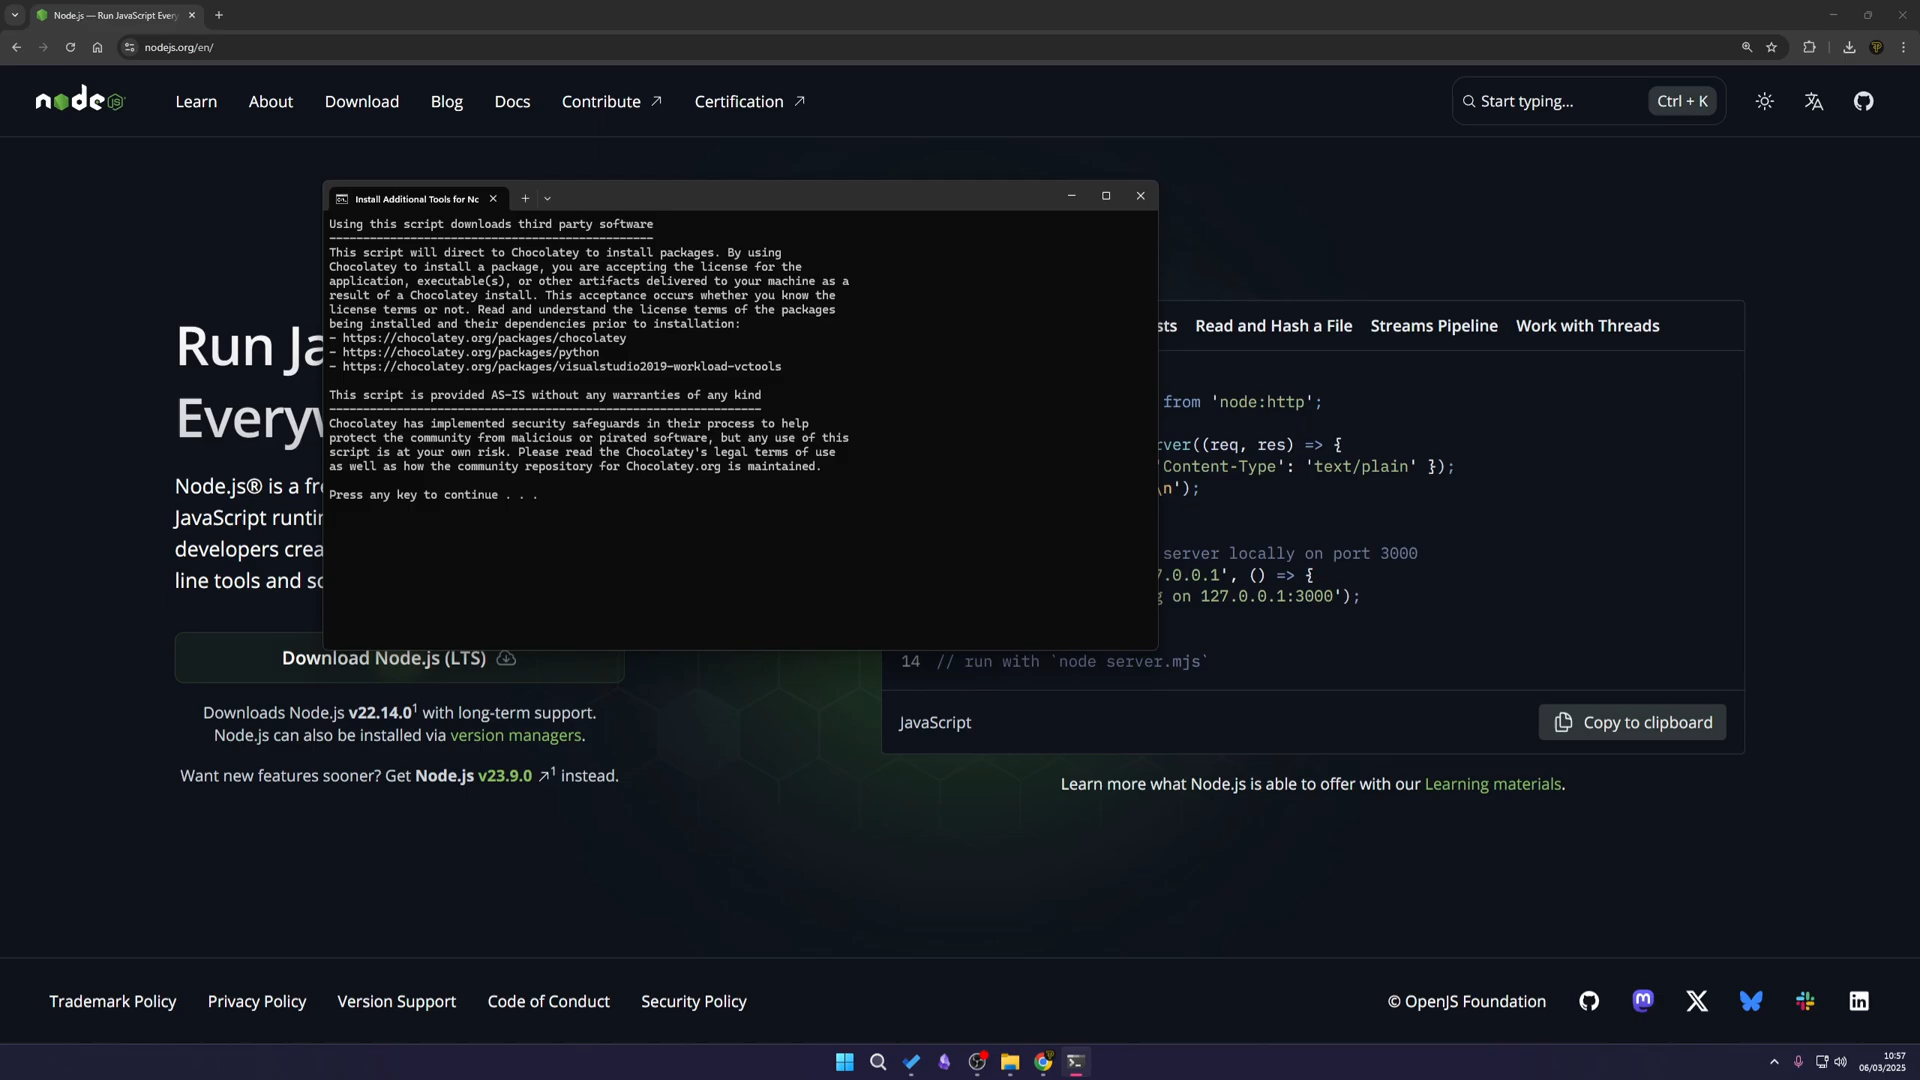 Node.js — Run JavaScript Every
nodejs.org/en/
node
JS
Learn
About
Download
Blog
Docs
Contribute
Certification
Start typing...
Ctrl + K
Install Additional Tools for No
Using this script downloads third party software
------------------------------------------------
This script will direct to Chocolatey to install packages. By using
Chocolatey to install a package, you are accepting the license for the
application, executable(s), or other artifacts delivered to your machine as a
result of a Chocolatey install. This acceptance occurs whether you know the
license terms or not. Read and understand the license terms of the packages
being installed and their dependencies prior to installation:
- https://chocolatey.org/packages/chocolatey
- https://chocolatey.org/packages/python
- https://chocolatey.org/packages/visualstudio2019-workload-vctools
This script is provided AS-IS without any warranties of any kind
----------------------------------------------------------------
Chocolatey has implemented security safeguards in their process to help
protect the community from malicious or pirated software, but any use of this
script is at your own risk. Please read the Chocolatey's legal terms of use
as well as how the community repository for Chocolatey.org is maintained.
Press any key to continue . . .
Run Ja
Everyw
Node.js® is a fre
JavaScript runtin
developers crea
line tools and sc
Download Node.js (LTS)
Downloads Node.js v22.14.0¹ with long-term support.
Node.js can also be installed via version managers.
Want new features sooner? Get Node.js v23.9.0 ↗¹ instead.
sts
Read and Hash a File
Streams Pipeline
Work with Threads
from 'node:http';
rver((req, res) => {
'Content-Type': 'text/plain' });
\n');
server locally on port 3000
7.0.0.1', () => {
g on 127.0.0.1:3000');
14 // run with `node server.mjs`
JavaScript
Copy to clipboard
Learn more what Node.js is able to offer with our Learning materials.
Trademark Policy
Privacy Policy
Version Support
Code of Conduct
Security Policy
© OpenJS Foundation
10:57
06/03/2025